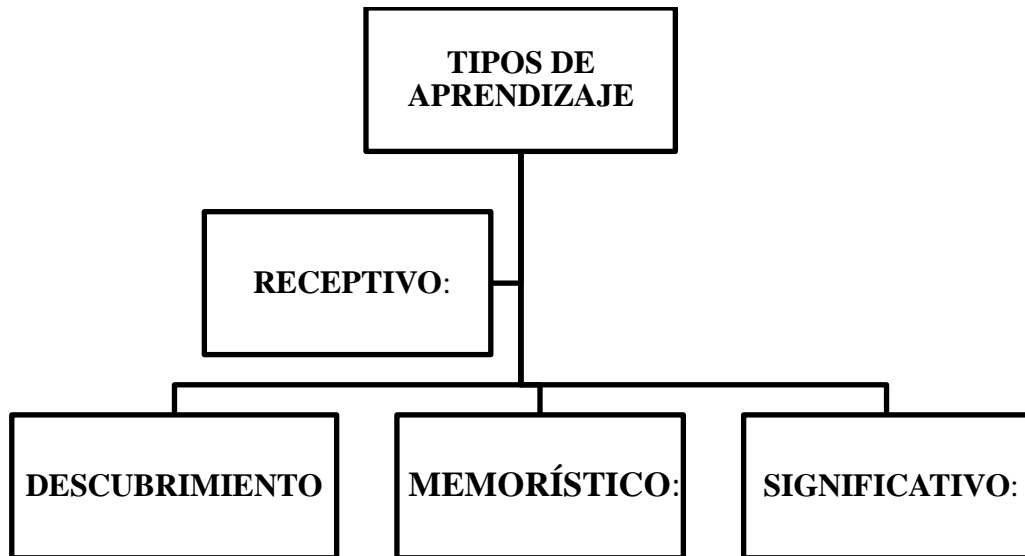 TIPOS DE
APRENDIZAJE
RECEPTIVO:
DESCUBRIMIENTO
MEMORÍSTICO:
SIGNIFICATIVO: